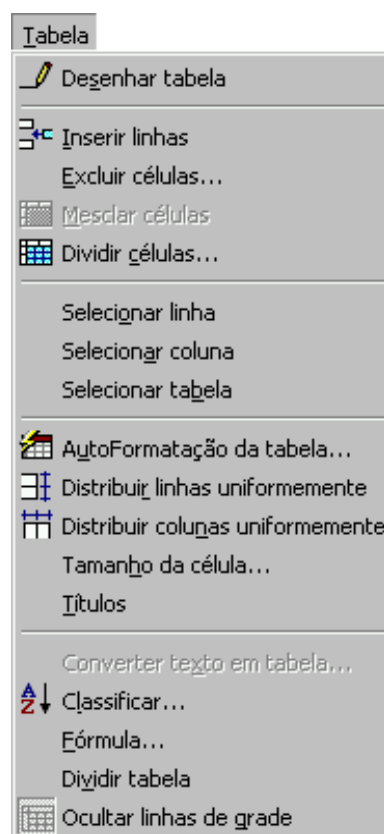 Tabela
Desenhar tabela
Inserir linhas
Excluir células...
Mesclar células
Dividir células...
Selecionar linha
Selecionar coluna
Selecionar tabela
AutoFormatação da tabela...
Distribuir linhas uniformemente
Distribuir colunas uniformemente
Tamanho da célula...
Títulos
Converter texto em tabela...
Classificar...
Fórmula...
Dividir tabela
Ocultar linhas de grade